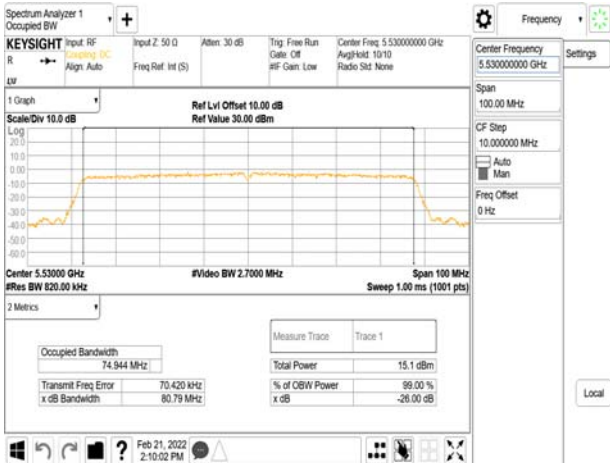 Spectrum Analyzer 1
Occupied BW
+
Frequency
KEYSIGHT
R
Input: RF
Coupling: DC
Align: Auto
Input Z: 50 Ω
Freq Ref: Int (S)
Atten: 30 dB
Trig: Free Run
Gate: Off
#IF Gain: Low
Center Freq: 5.530000000 GHz
Avg|Hold: 10/10
Radio Std: None
Center Frequency
5.530000000 GHz
Settings
Span
100.00 MHz
CF Step
10.000000 MHz
Auto
Man
Freq Offset
0 Hz
Local
1 Graph
Scale/Div 10.0 dB
Ref Lvl Offset 10.00 dB
Ref Value 30.00 dBm
Log
20.0
10.0
0.00
-10.0
-20.0
-30.0
-40.0
-50.0
-60.0
Center 5.53000 GHz
#Video BW 2.7000 MHz
Span 100 MHz
#Res BW 820.00 kHz
Sweep 1.00 ms (1001 pts)
2 Metrics
Measure Trace
Trace 1
Occupied Bandwidth
74.944 MHz
Total Power
15.1 dBm
Transmit Freq Error
70.420 kHz
% of OBW Power
99.00 %
x dB Bandwidth
80.79 MHz
x dB
-26.00 dB
?
Feb 21, 2022
2:10:02 PM